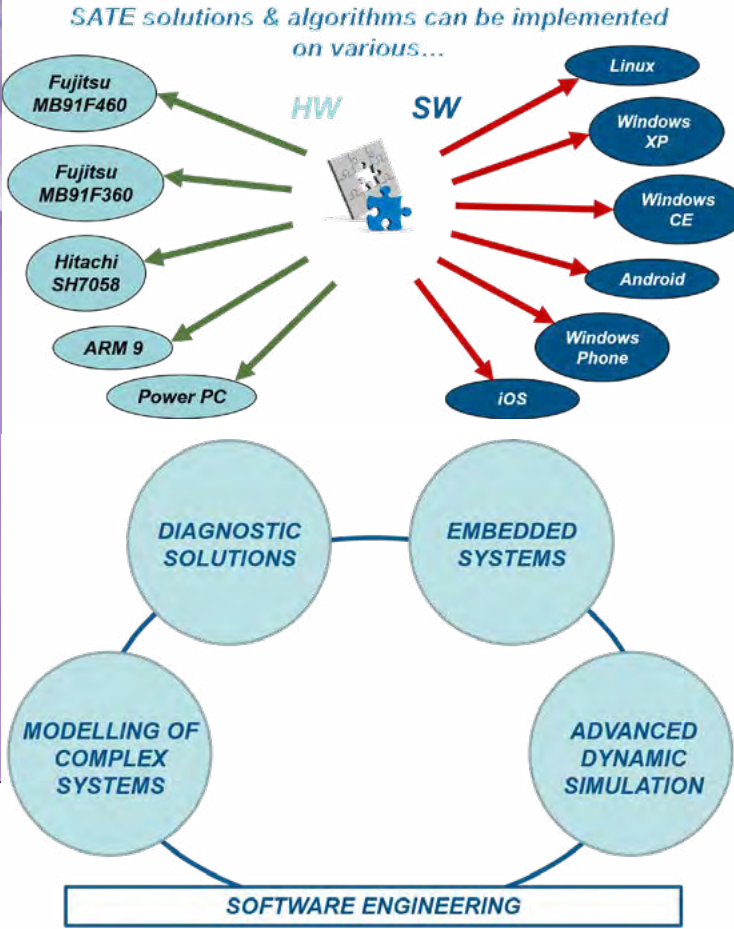 SATE solutions & algorithms can be implemented
on various...
HW
SW
Fujitsu
MB91F460
Fujitsu
MB91F360
Hitachi
SH7058
ARM 9
Power PC
Linux
Windows
XP
Windows
CE
Android
Windows
Phone
iOS
DIAGNOSTIC
SOLUTIONS
EMBEDDED
SYSTEMS
MODELLING OF
COMPLEX
SYSTEMS
ADVANCED
DYNAMIC
SIMULATION
SOFTWARE ENGINEERING